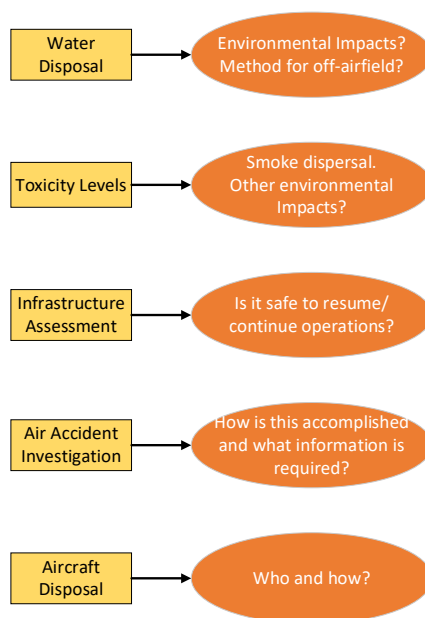 Water
Disposal
Environmental Impacts?
Method for off-airfield?
Toxicity Levels
Smoke dispersal.
Other environmental
Impacts?
Infrastructure
Assessment
Is it safe to resume/
continue operations?
Air Accident
Investigation
How is this accomplished
and what information is
required?
Aircraft
Disposal
Who and how?